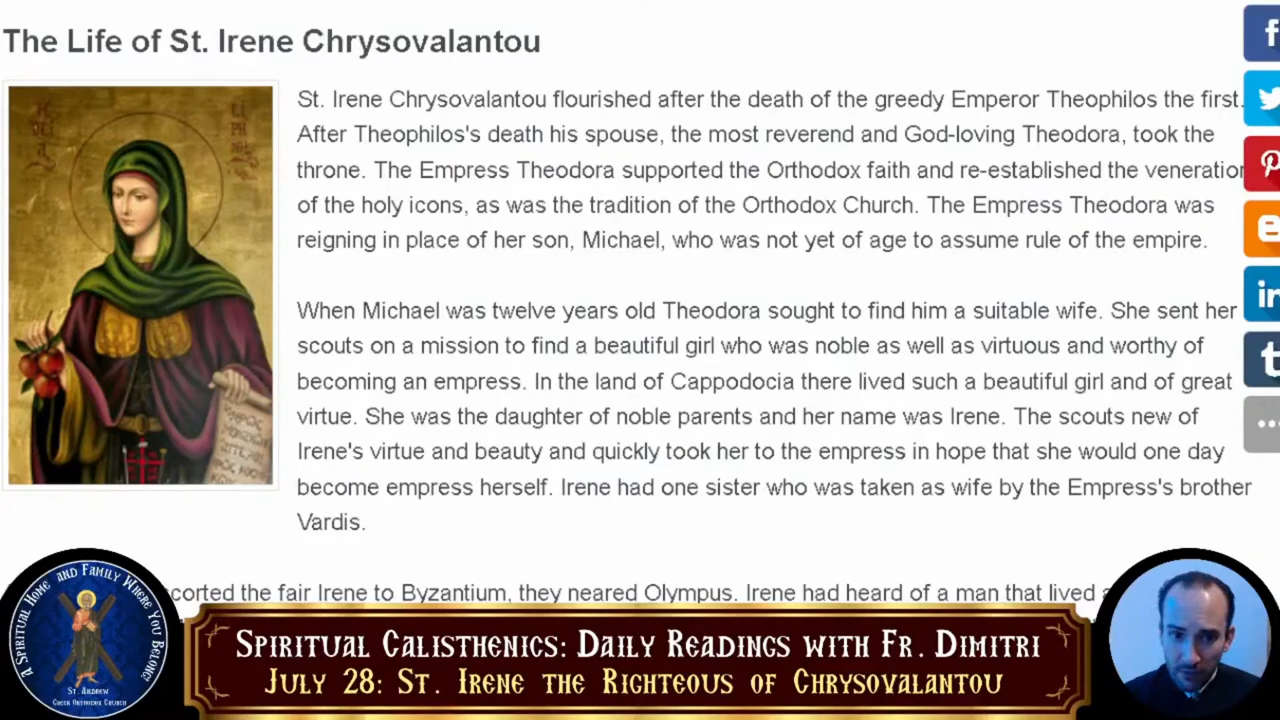 The Life of St. Irene Chrysovalantou
St. Irene Chrysovalantou flourished after the death of the greedy Emperor Theophilos the first.
After Theophilos's death his spouse, the most reverend and God-loving Theodora, took the
throne. The Empress Theodora supported the Orthodox faith and re-established the veneration
of the holy icons, as was the tradition of the Orthodox Church. The Empress Theodora was
reigning in place of her son, Michael, who was not yet of age to assume rule of the empire.
When Michael was twelve years old Theodora sought to find him a suitable wife. She sent her
scouts on a mission to find a beautiful girl who was noble as well as virtuous and worthy of
becoming an empress. In the land of Cappodocia there lived such a beautiful girl and of great
virtue. She was the daughter of noble parents and her name was Irene. The scouts new of
Irene's virtue and beauty and quickly took her to the empress in hope that she would one day
become empress herself. Irene had one sister who was taken as wife by the Empress's brother
Vardis.
corted the fair Irene to Byzantium, they neared Olympus. Irene had heard of a man that lived
A Spiritual Home and Family Where You Belong!
St. Andrew
Greek Orthodox Church
Spiritual Calisthenics: Daily Readings with Fr. Dimitri
July 28: St. Irene the Righteous of Chrysovalantou